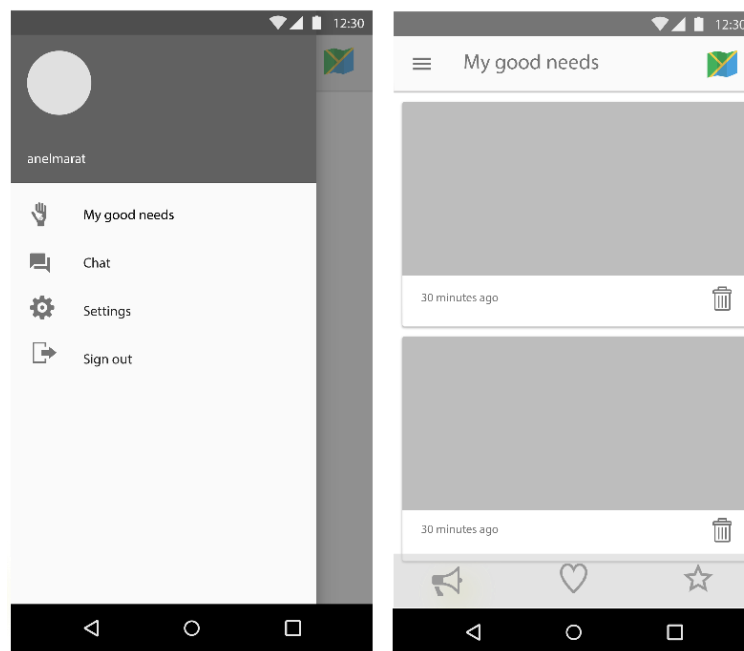 12:30
anelmarat
My good needs
Chat
Settings
Sign out
12:30
My good needs
30 minutes ago
30 minutes ago